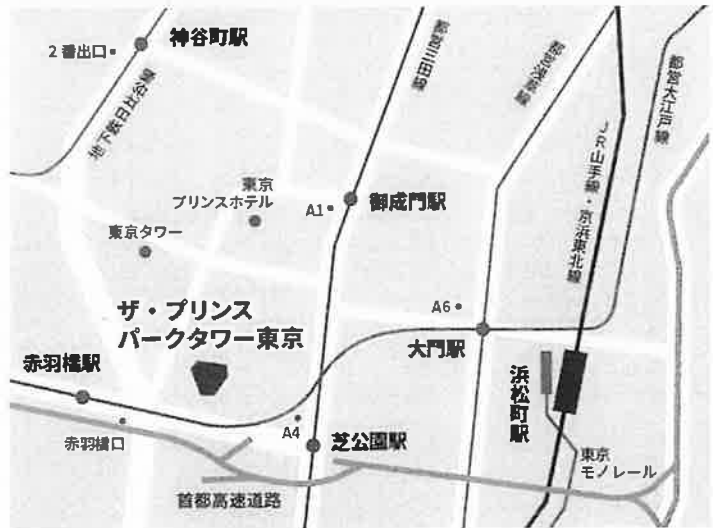 神谷町駅
2番出口
地下鉄日比谷線
都営三田線
都営浅草線
都営大江戸線
JR山手線・京浜東北線
東京
プリンスホテル
A1
御成門駅
東京タワー
ザ・プリンス
パークタワー東京
A6
大門駅
赤羽橋駅
浜松町駅
赤羽橋口
A4
芝公園駅
東京
モノレール
首都高速道路